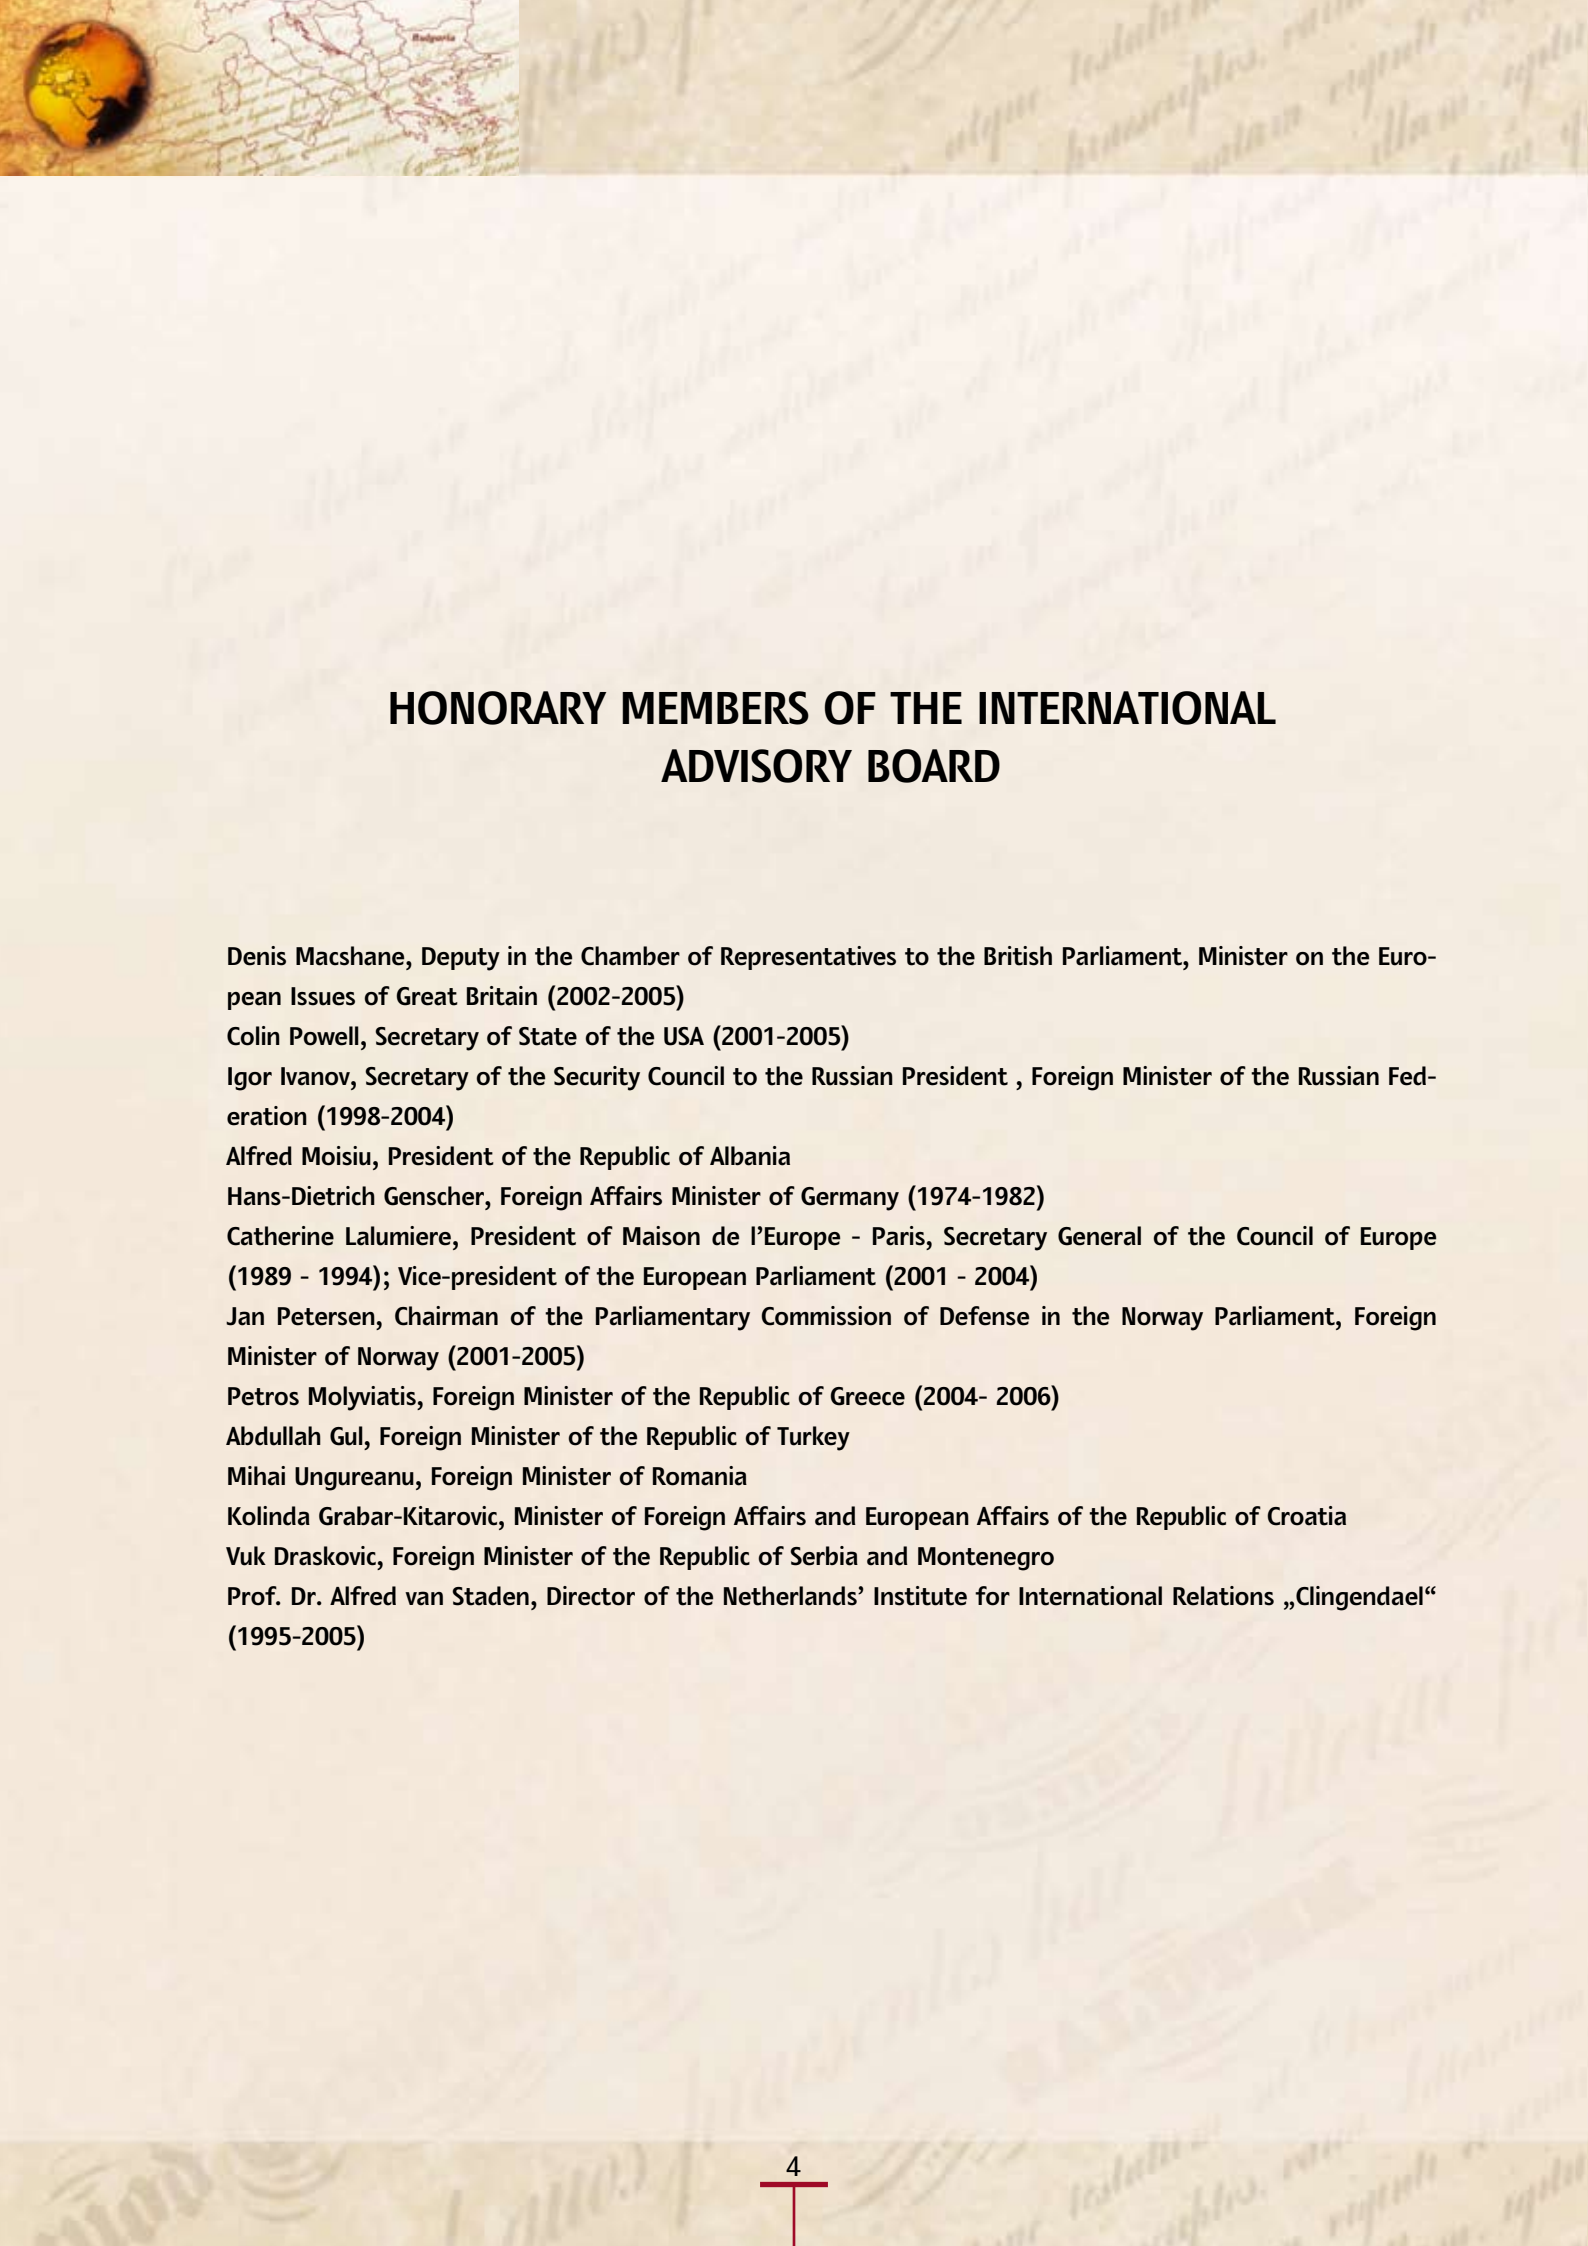 Bulgaria
HONORARY MEMBERS OF THE INTERNATIONAL
ADVISORY BOARD
Denis Macshane, Deputy in the Chamber of Representatives to the British Parliament, Minister on the Euro-
pean Issues of Great Britain (2002-2005)
Colin Powell, Secretary of State of the USA (2001-2005)
Igor Ivanov, Secretary of the Security Council to the Russian President , Foreign Minister of the Russian Fed-
eration (1998-2004)
Alfred Moisiu, President of the Republic of Albania
Hans-Dietrich Genscher, Foreign Affairs Minister of Germany (1974-1982)
Catherine Lalumiere, President of Maison de l’Europe - Paris, Secretary General of the Council of Europe
(1989 - 1994); Vice-president of the European Parliament (2001 - 2004)
Jan Petersen, Chairman of the Parliamentary Commission of Defense in the Norway Parliament, Foreign
Minister of Norway (2001-2005)
Petros Molyviatis, Foreign Minister of the Republic of Greece (2004- 2006)
Abdullah Gul, Foreign Minister of the Republic of Turkey
Mihai Ungureanu, Foreign Minister of Romania
Kolinda Grabar-Kitarovic, Minister of Foreign Affairs and European Affairs of the Republic of Croatia
Vuk Draskovic, Foreign Minister of the Republic of Serbia and Montenegro
Prof. Dr. Alfred van Staden, Director of the Netherlands’ Institute for International Relations „Clingendael“
(1995-2005)
4